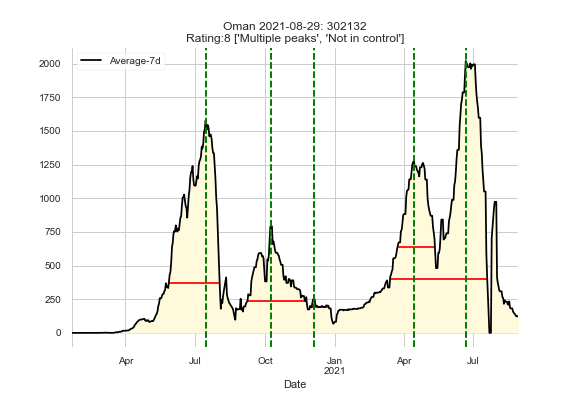 Oman 2021-08-29: 302132
Rating:8 ['Multiple peaks', 'Not in control']
Average-7d
2000
1750
1500
1250
1000
750
500
250
0
Apr Jul Oct Jan Apr Jul
2021
Date